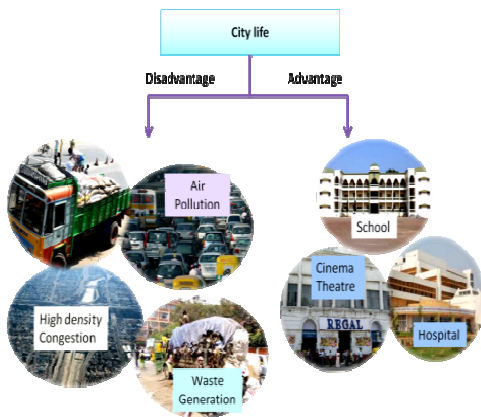 City life
Disadvantage
Advantage
Air
Pollution
School
High density
Congestion
Cinema
Theatre
REGAL
Hospital
Waste
Generation